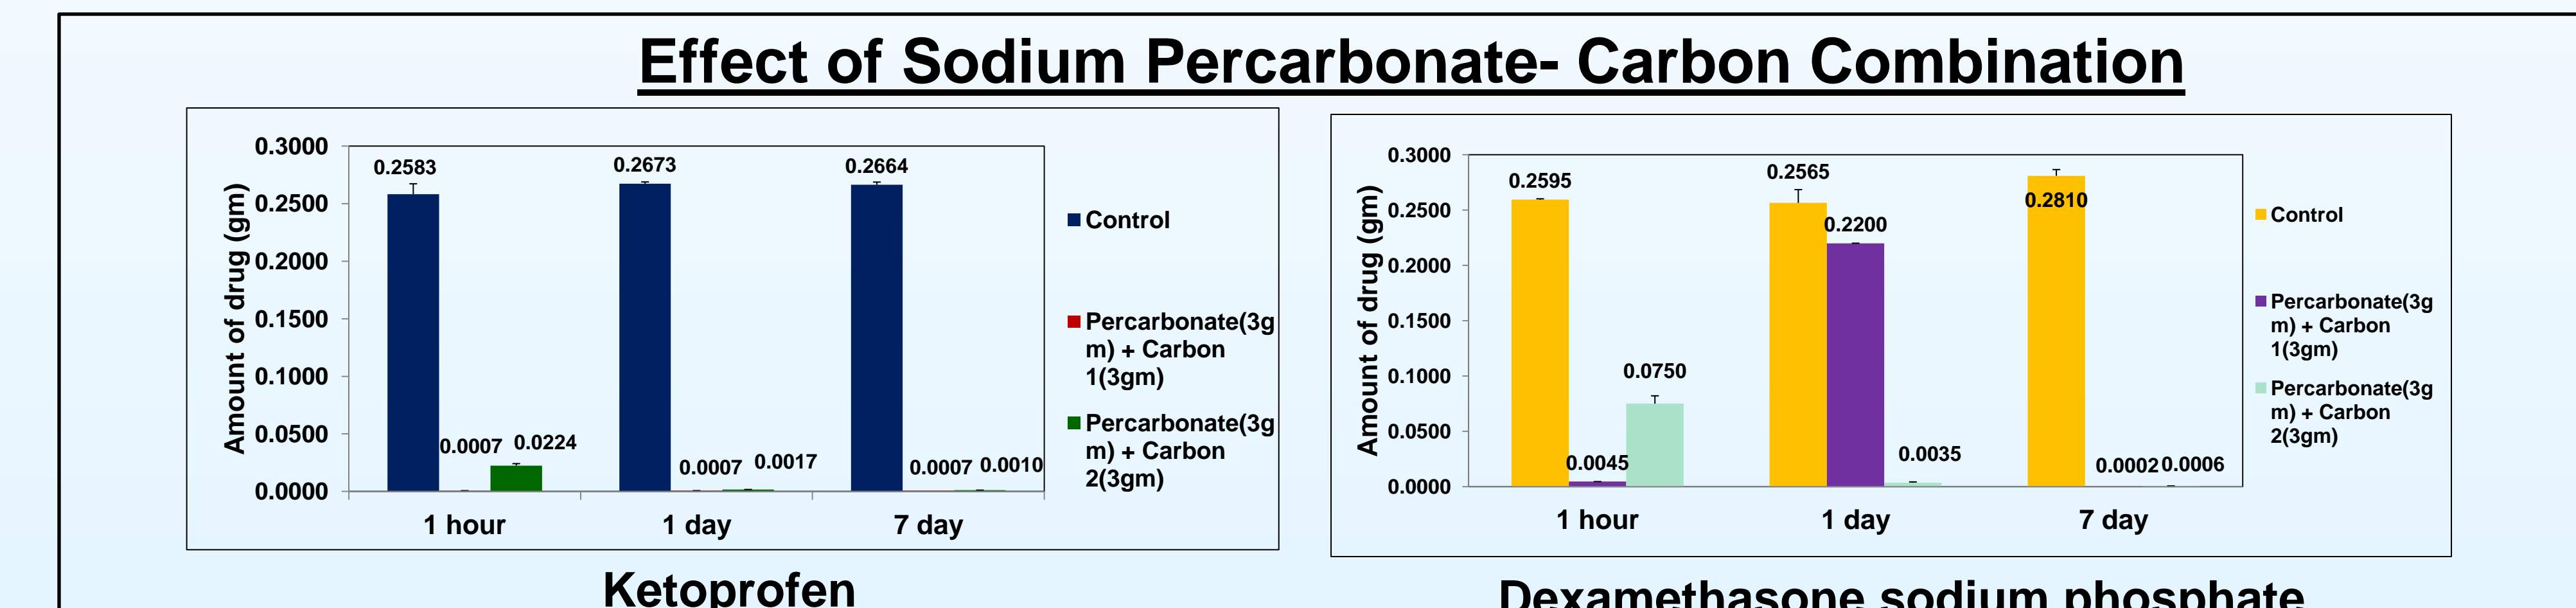 Effect of Sodium Percarbonate- Carbon Combination
Amount of drug (gm)
0.3000
0.2500
0.2000
0.1500
0.1000
0.0500
0.0000
0.2583
0.0007
0.0224
0.2673
0.0007
0.0017
0.2664
0.0007
0.0010
1 hour
1 day
7 day
Control
Percarbonate(3g
m) + Carbon
1(3gm)
Percarbonate(3g
m) + Carbon
2(3gm)
Ketoprofen
Amount of drug (gm)
0.3000
0.2500
0.2000
0.1500
0.1000
0.0500
0.0000
0.2595
0.0045
0.0750
0.2565
0.2200
0.0035
0.2810
0.0002
0.0006
1 hour
1 day
7 day
Control
Percarbonate(3g
m) + Carbon
1(3gm)
Percarbonate(3g
m) + Carbon
2(3gm)
Dexamethasone sodium phosphate